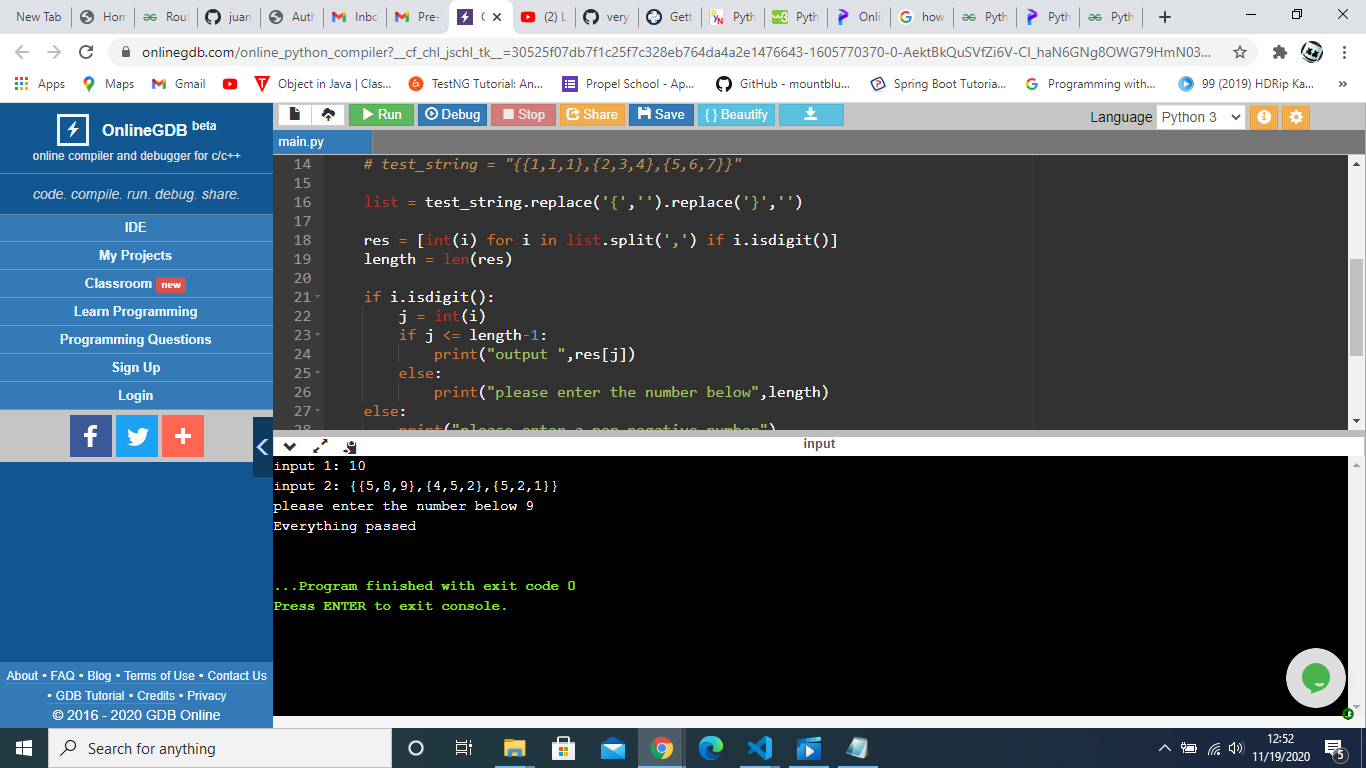 New Tab Hom Rout juan Auth Inbo Pre- (2) L very Gett Pyth Pyth Onli how Pyth Pyth Pyth
onlinegdb.com/online_python_compiler?__cf_chl_jschl_tk__=30525f07db7f1c25f7c328eb764da4a2e1476643-1605770370-0-AektBkQuSVfZi6V-CI_haN6GNg8OWG79HmN03...
Apps Maps Gmail Object in Java | Clas... TestNG Tutorial: An... Propel School - Ap... GitHub - mountblu... Spring Boot Tutoria... Programming with... 99 (2019) HDRip Ka... »
OnlineGDB beta
online compiler and debugger for c/c++
code. compile. run. debug. share.
IDE
My Projects
Classroom new
Learn Programming
Programming Questions
Sign Up
Login
About • FAQ • Blog • Terms of Use • Contact Us
• GDB Tutorial • Credits • Privacy
© 2016 - 2020 GDB Online
Run Debug Stop Share Save { } Beautify
Language Python 3
main.py
14 # test_string = "{{1,1,1},{2,3,4},{5,6,7}}"
15
16 list = test_string.replace('{','').replace('}','')
17
18 res = [int(i) for i in list.split(',') if i.isdigit()]
19 length = len(res)
20
21 if i.isdigit():
22 j = int(i)
23 if j <= length-1:
24 print("output ",res[j])
25 else:
26 print("please enter the number below",length)
27 else:
28 print("please enter a non negative number")
input
input 1: 10
input 2: {{5,8,9},{4,5,2},{5,2,1}}
please enter the number below 9
Everything passed
...Program finished with exit code 0
Press ENTER to exit console.
Search for anything
12:52
11/19/2020
5